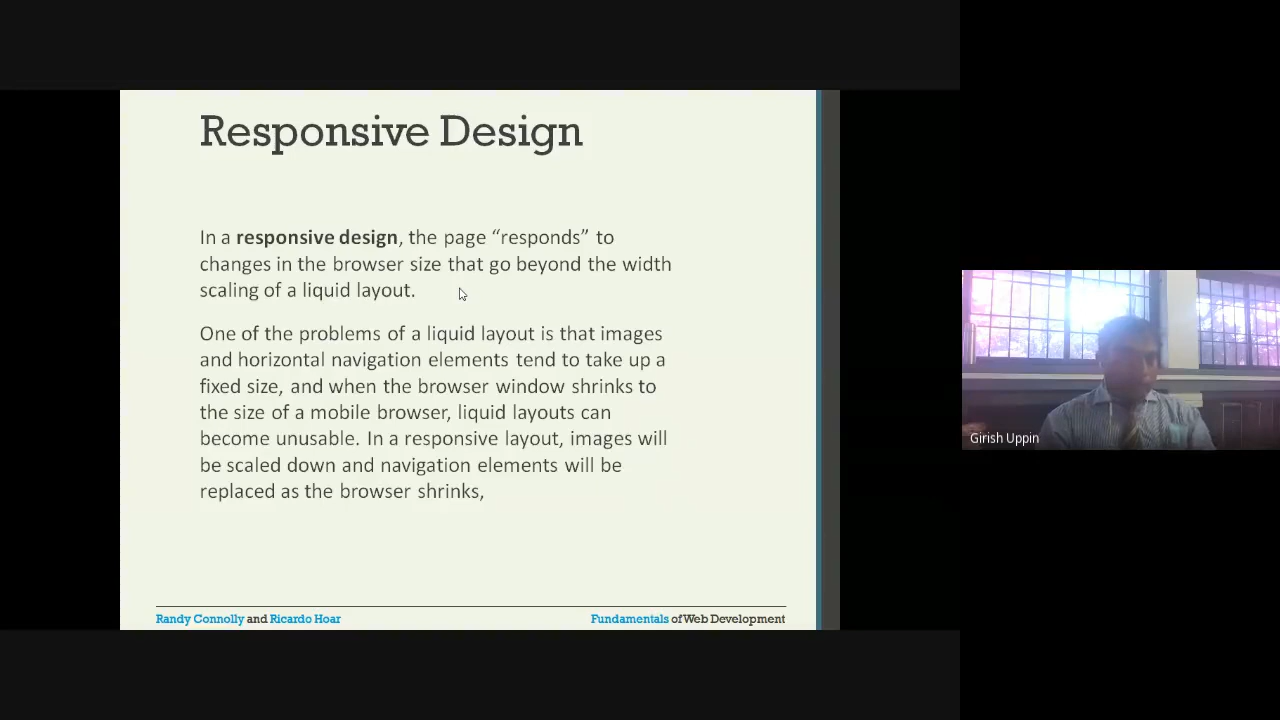 Responsive Design
In a responsive design, the page “responds” to
changes in the browser size that go beyond the width
scaling of a liquid layout.
One of the problems of a liquid layout is that images
and horizontal navigation elements tend to take up a
fixed size, and when the browser window shrinks to
the size of a mobile browser, liquid layouts can
become unusable. In a responsive layout, images will
be scaled down and navigation elements will be
replaced as the browser shrinks,
Randy Connolly and Ricardo Hoar
Fundamentals of Web Development
Girish Uppin